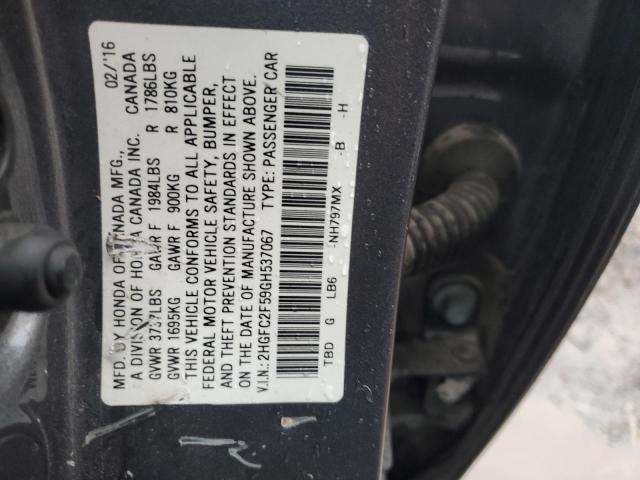 MFD. BY HONDA OF CANADA MFG., 02/'16
A DIVISION OF HONDA CANADA INC. CANADA
GVWR 3737LBS GAWR F 1984LBS R 1786LBS
GVWR 1695KG GAWR F 900KG R 810KG
THIS VEHICLE CONFORMS TO ALL APPLICABLE
FEDERAL MOTOR VEHICLE SAFETY, BUMPER,
AND THEFT PREVENTION STANDARDS IN EFFECT
ON THE DATE OF MANUFACTURE SHOWN ABOVE.
V.I.N.: 2HGFC2F59GH537067 TYPE: PASSENGER CAR
TBD G LB6 -NH797MX- -B -H